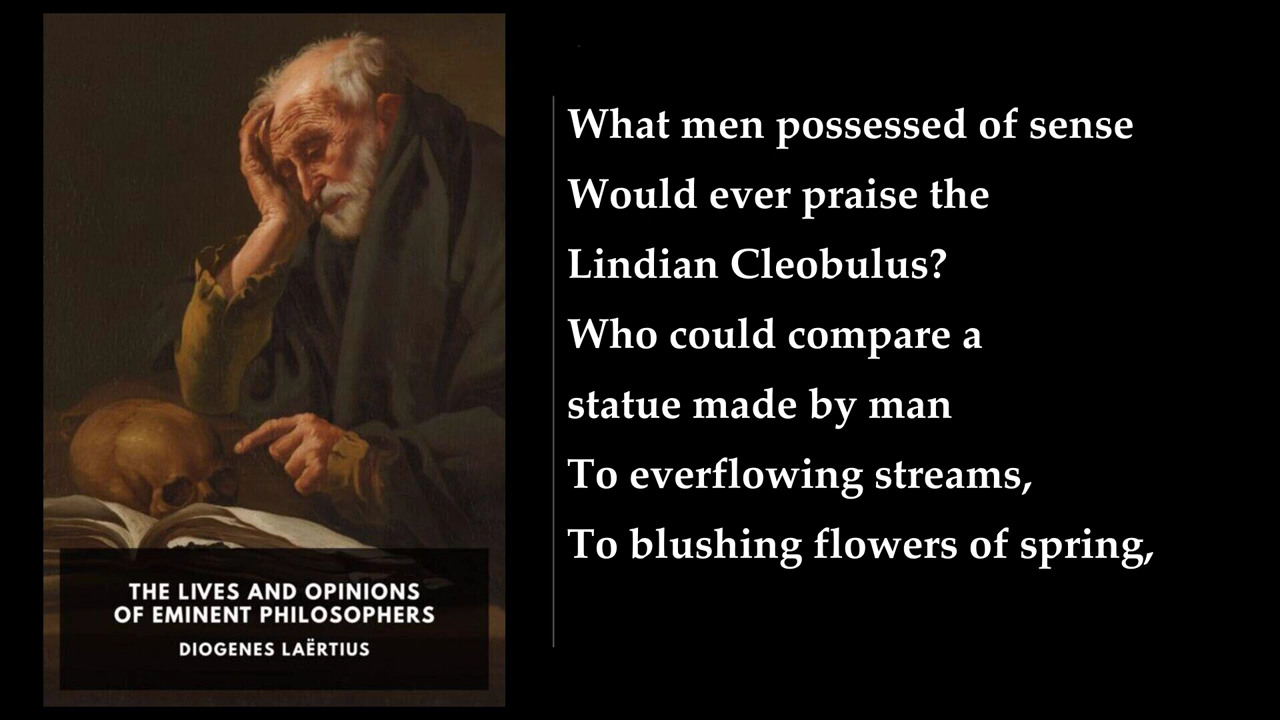 What men possessed of sense
Would ever praise the
Lindian Cleobulus?
Who could compare a
statue made by man
To everflowing streams,
To blushing flowers of spring,
THE LIVES AND OPINIONS
OF EMINENT PHILOSOPHERS
DIOGENES LAËRTIUS